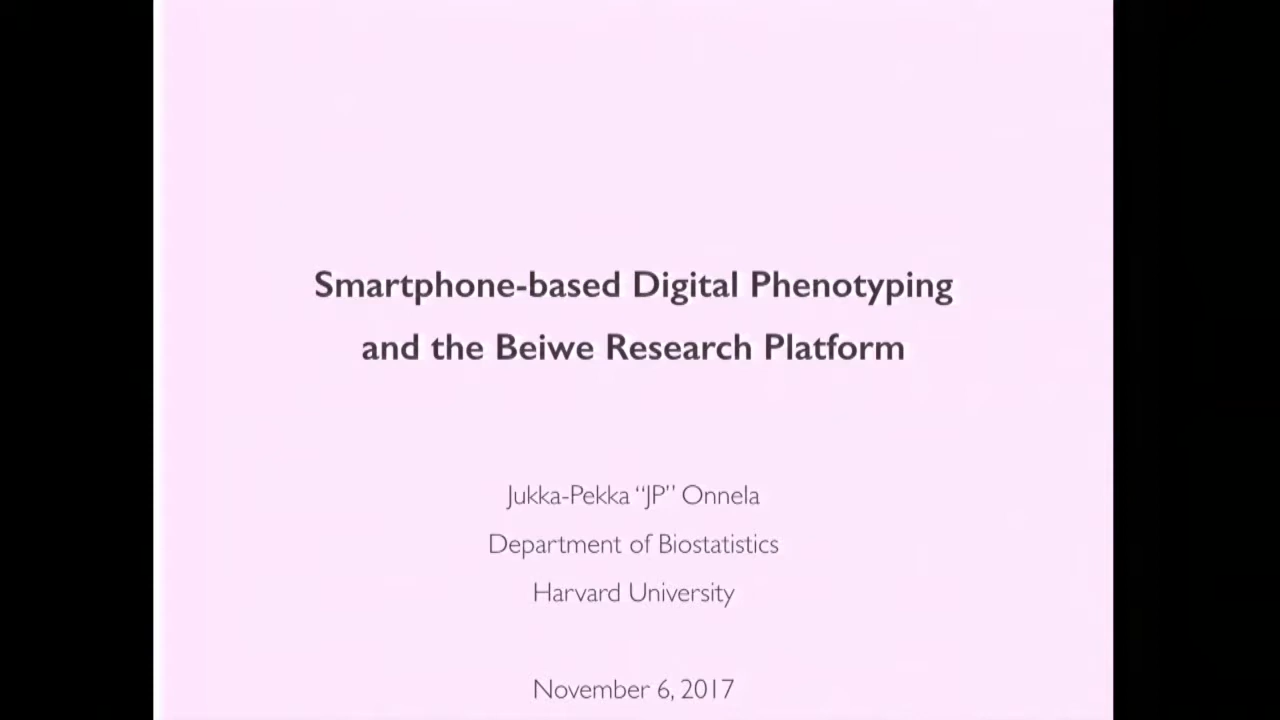 Smartphone-based Digital Phenotyping
and the Beiwe Research Platform
Jukka-Pekka “JP” Onnela
Department of Biostatistics
Harvard University
November 6, 2017